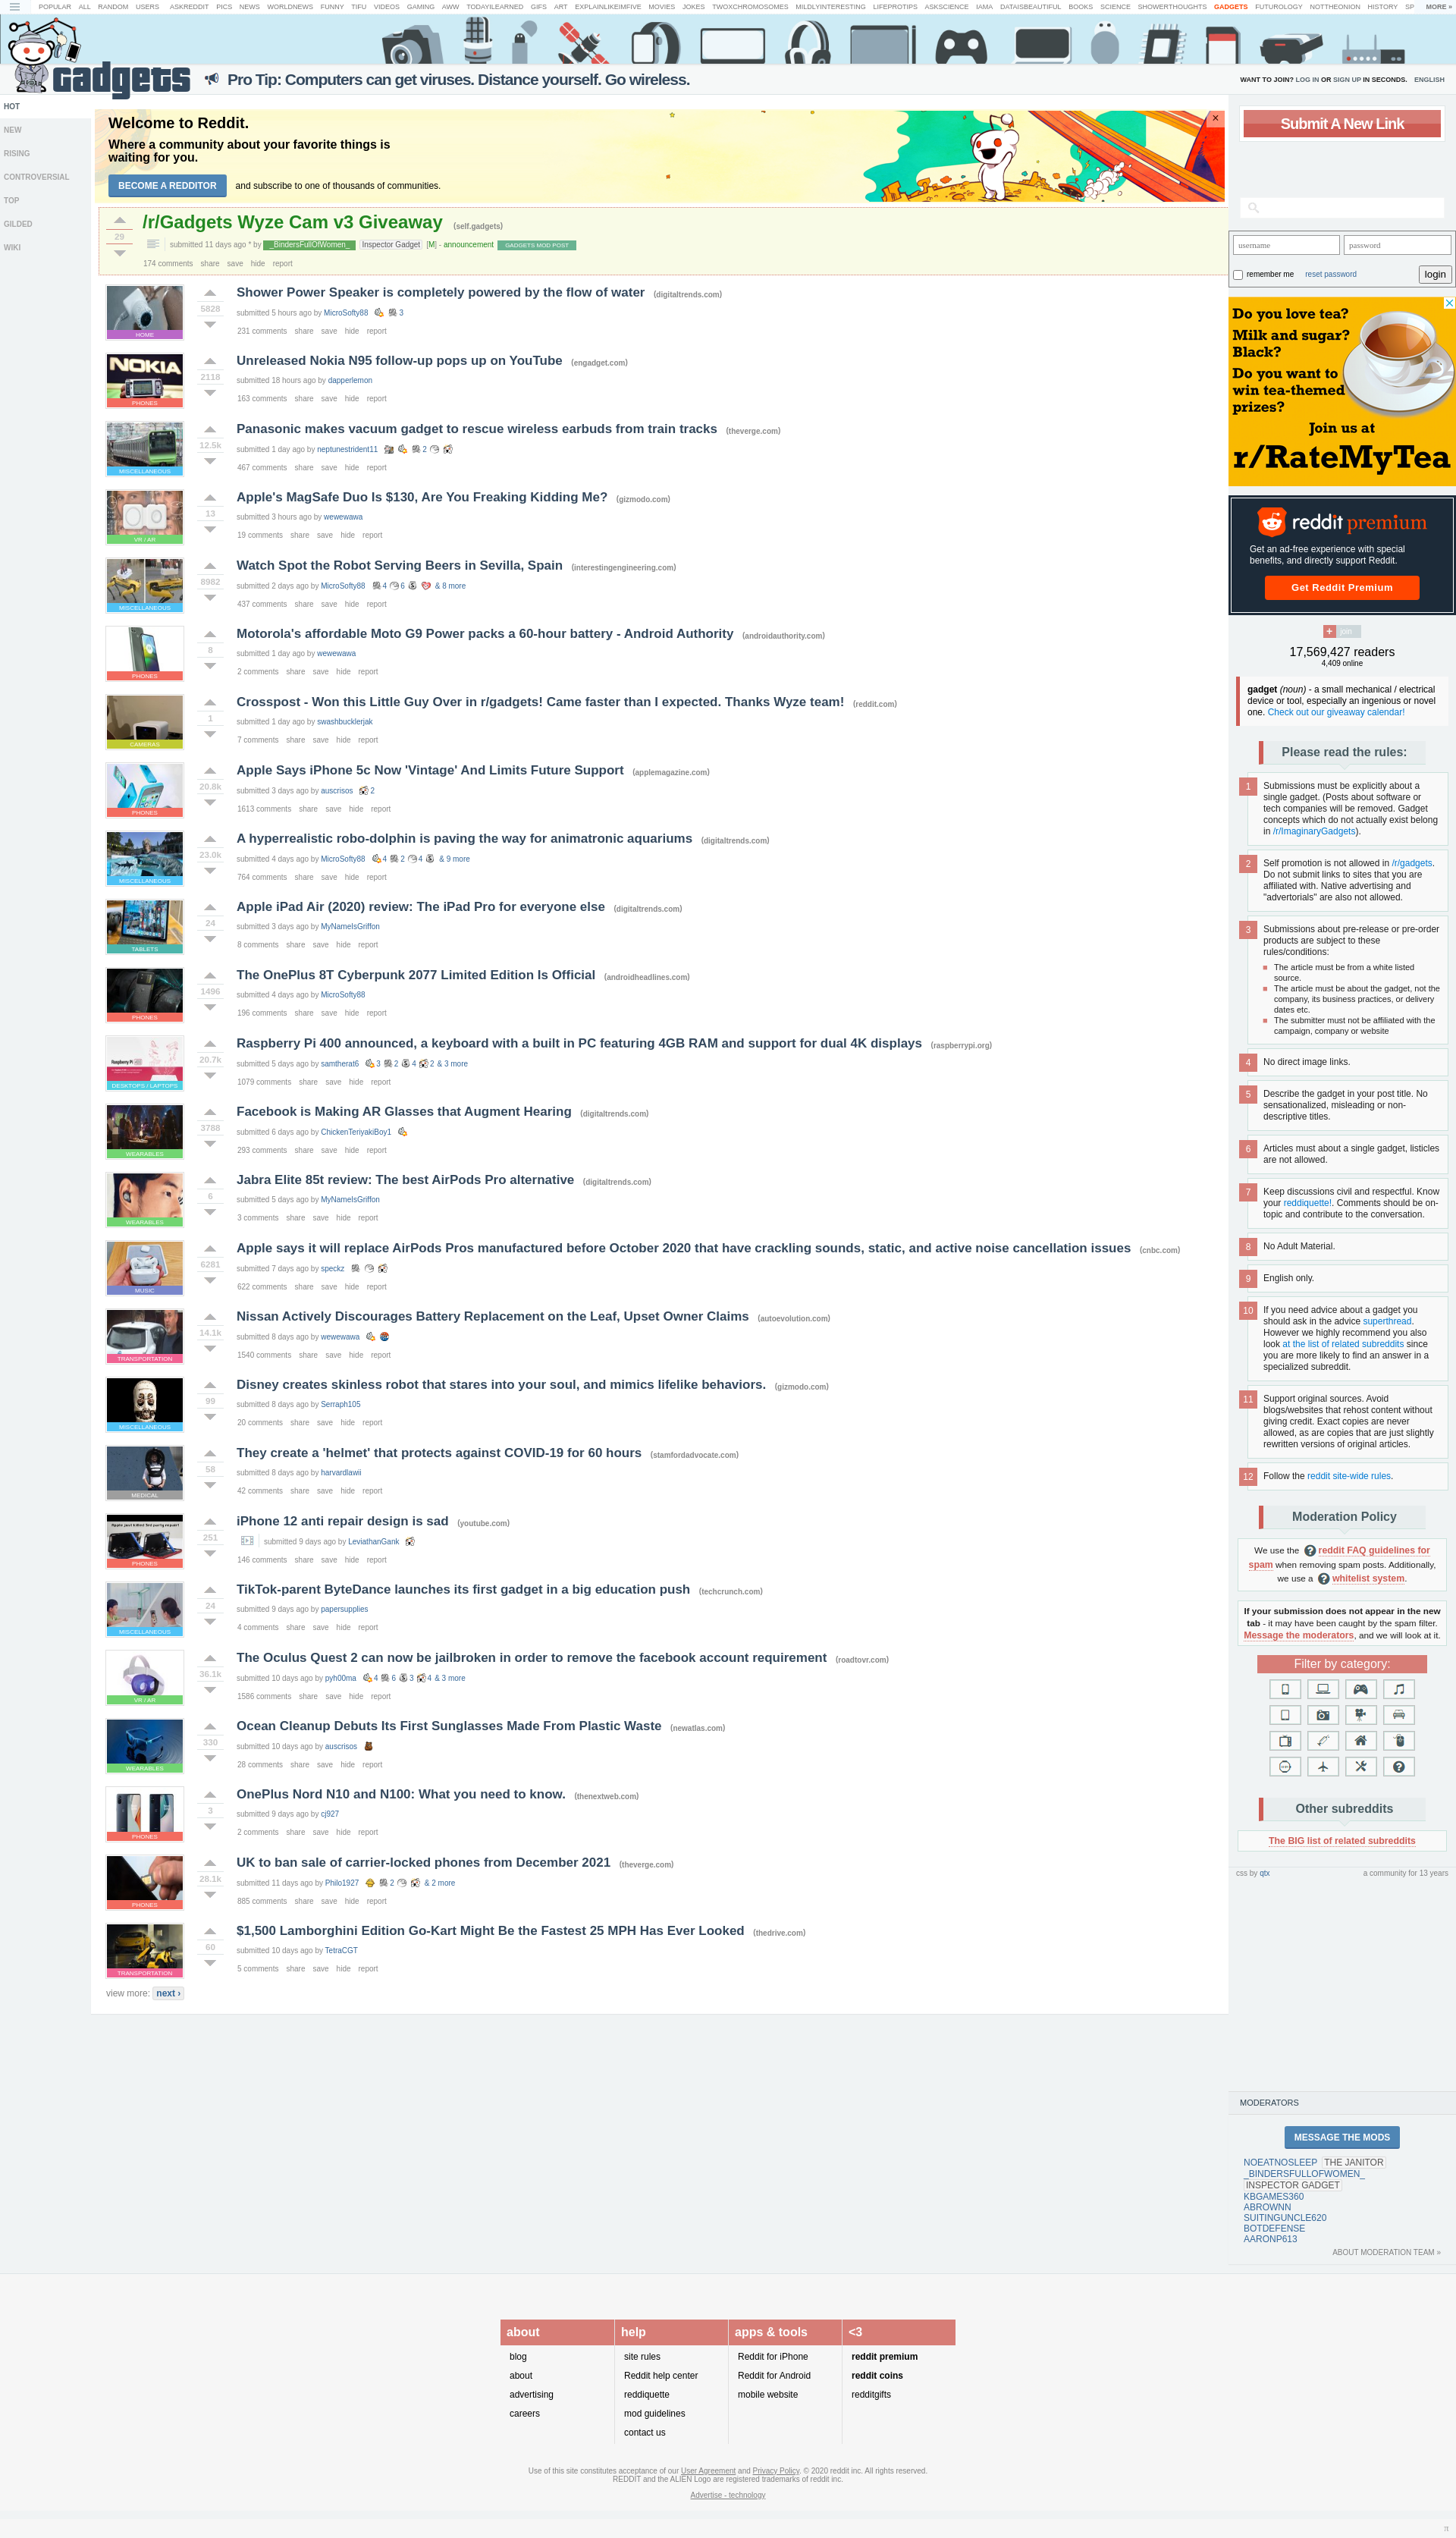 POPULAR ALL RANDOM USERS ASKREDDIT PICS NEWS WORLDNEWS FUNNY TIFU VIDEOS GAMING AWW TODAYILEARNED GIFS ART EXPLAINLIKEIMFIVE MOVIES JOKES TWOXCHROMOSOMES MILDLYINTERESTING LIFEPROTIPS ASKSCIENCE IAMA DATAISBEAUTIFUL BOOKS SCIENCE SHOWERTHOUGHTS GADGETS FUTUROLOGY NOTTHEONION HISTORY SP MORE »
gadgets
Pro Tip: Computers can get viruses. Distance yourself. Go wireless.
WANT TO JOIN? LOG IN OR SIGN UP IN SECONDS. ENGLISH
HOT
NEW
RISING
CONTROVERSIAL
TOP
GILDED
WIKI
Welcome to Reddit.
Where a community about your favorite things is
waiting for you.
BECOME A REDDITOR and subscribe to one of thousands of communities.
×
/r/Gadgets Wyze Cam v3 Giveaway (self.gadgets)
29
submitted 11 days ago * by _BindersFullOfWomen_ Inspector Gadget [M] - announcement GADGETS MOD POST
174 comments share save hide report
Shower Power Speaker is completely powered by the flow of water (digitaltrends.com)
5828
submitted 5 hours ago by MicroSofty88 3
HOME
231 comments share save hide report
Unreleased Nokia N95 follow-up pops up on YouTube (engadget.com)
NOKIA
2118
submitted 18 hours ago by dapperlemon
PHONES
163 comments share save hide report
Panasonic makes vacuum gadget to rescue wireless earbuds from train tracks (theverge.com)
12.5k
submitted 1 day ago by neptunestrident11 2
MISCELLANEOUS
467 comments share save hide report
Apple's MagSafe Duo Is $130, Are You Freaking Kidding Me? (gizmodo.com)
13
submitted 3 hours ago by wewewawa
VR / AR
19 comments share save hide report
Watch Spot the Robot Serving Beers in Sevilla, Spain (interestingengineering.com)
8982
submitted 2 days ago by MicroSofty88 4 6 & 8 more
MISCELLANEOUS
437 comments share save hide report
Motorola's affordable Moto G9 Power packs a 60-hour battery - Android Authority (androidauthority.com)
8
submitted 1 day ago by wewewawa
PHONES
2 comments share save hide report
Crosspost - Won this Little Guy Over in r/gadgets! Came faster than I expected. Thanks Wyze team! (reddit.com)
1
submitted 1 day ago by swashbucklerjak
CAMERAS
7 comments share save hide report
Apple Says iPhone 5c Now 'Vintage' And Limits Future Support (applemagazine.com)
20.8k
submitted 3 days ago by auscrisos 2
PHONES
1613 comments share save hide report
A hyperrealistic robo-dolphin is paving the way for animatronic aquariums (digitaltrends.com)
23.0k
submitted 4 days ago by MicroSofty88 4 2 4 & 9 more
MISCELLANEOUS
764 comments share save hide report
Apple iPad Air (2020) review: The iPad Pro for everyone else (digitaltrends.com)
24
submitted 3 days ago by MyNameIsGriffon
TABLETS
8 comments share save hide report
The OnePlus 8T Cyberpunk 2077 Limited Edition Is Official (androidheadlines.com)
1496
submitted 4 days ago by MicroSofty88
PHONES
196 comments share save hide report
Raspberry Pi 400 announced, a keyboard with a built in PC featuring 4GB RAM and support for dual 4K displays (raspberrypi.org)
20.7k
submitted 5 days ago by samtherat6 3 2 4 2 & 3 more
DESKTOPS / LAPTOPS
1079 comments share save hide report
Facebook is Making AR Glasses that Augment Hearing (digitaltrends.com)
3788
submitted 6 days ago by ChickenTeriyakiBoy1
WEARABLES
293 comments share save hide report
Jabra Elite 85t review: The best AirPods Pro alternative (digitaltrends.com)
6
submitted 5 days ago by MyNameIsGriffon
WEARABLES
3 comments share save hide report
Apple says it will replace AirPods Pros manufactured before October 2020 that have crackling sounds, static, and active noise cancellation issues (cnbc.com)
6281
submitted 7 days ago by speckz
MUSIC
622 comments share save hide report
Nissan Actively Discourages Battery Replacement on the Leaf, Upset Owner Claims (autoevolution.com)
14.1k
submitted 8 days ago by wewewawa
TRANSPORTATION
1540 comments share save hide report
Disney creates skinless robot that stares into your soul, and mimics lifelike behaviors. (gizmodo.com)
99
submitted 8 days ago by Serraph105
MISCELLANEOUS
20 comments share save hide report
They create a 'helmet' that protects against COVID-19 for 60 hours (stamfordadvocate.com)
58
submitted 8 days ago by harvardlawii
MEDICAL
42 comments share save hide report
iPhone 12 anti repair design is sad (youtube.com)
251
submitted 9 days ago by LeviathanGank
PHONES
146 comments share save hide report
TikTok-parent ByteDance launches its first gadget in a big education push (techcrunch.com)
24
submitted 9 days ago by papersupplies
MISCELLANEOUS
4 comments share save hide report
The Oculus Quest 2 can now be jailbroken in order to remove the facebook account requirement (roadtovr.com)
36.1k
submitted 10 days ago by pyh00ma 4 6 3 4 & 3 more
VR / AR
1586 comments share save hide report
Ocean Cleanup Debuts Its First Sunglasses Made From Plastic Waste (newatlas.com)
330
submitted 10 days ago by auscrisos
WEARABLES
28 comments share save hide report
OnePlus Nord N10 and N100: What you need to know. (thenextweb.com)
3
submitted 9 days ago by cj927
PHONES
2 comments share save hide report
UK to ban sale of carrier-locked phones from December 2021 (theverge.com)
28.1k
submitted 11 days ago by Philo1927 2 & 2 more
PHONES
885 comments share save hide report
$1,500 Lamborghini Edition Go-Kart Might Be the Fastest 25 MPH Has Ever Looked (thedrive.com)
60
submitted 10 days ago by TetraCGT
TRANSPORTATION
5 comments share save hide report
view more: next ›
Submit A New Link
username password
remember me reset password login
Do you love tea?
Milk and sugar?
Black?
Do you want to
win tea-themed
prizes?
Join us at
r/RateMyTea
reddit premium
Get an ad-free experience with special
benefits, and directly support Reddit.
Get Reddit Premium
+ join
17,569,427 readers
4,409 online
gadget (noun) - a small mechanical / electrical
device or tool, especially an ingenious or novel
one. Check out our giveaway calendar!
Please read the rules:
1 Submissions must be explicitly about a
single gadget. (Posts about software or
tech companies will be removed. Gadget
concepts which do not actually exist belong
in /r/ImaginaryGadgets).
2 Self promotion is not allowed in /r/gadgets.
Do not submit links to sites that you are
affiliated with. Native advertising and
"advertorials" are also not allowed.
3 Submissions about pre-release or pre-order
products are subject to these
rules/conditions:
The article must be from a white listed
source.
The article must be about the gadget, not the
company, its business practices, or delivery
dates etc.
The submitter must not be affiliated with the
campaign, company or website
4 No direct image links.
5 Describe the gadget in your post title. No
sensationalized, misleading or non-
descriptive titles.
6 Articles must about a single gadget, listicles
are not allowed.
7 Keep discussions civil and respectful. Know
your reddiquette!. Comments should be on-
topic and contribute to the conversation.
8 No Adult Material.
9 English only.
10 If you need advice about a gadget you
should ask in the advice superthread.
However we highly recommend you also
look at the list of related subreddits since
you are more likely to find an answer in a
specialized subreddit.
11 Support original sources. Avoid
blogs/websites that rehost content without
giving credit. Exact copies are never
allowed, as are copies that are just slightly
rewritten versions of original articles.
12 Follow the reddit site-wide rules.
Moderation Policy
We use the reddit FAQ guidelines for
spam when removing spam posts. Additionally,
we use a whitelist system.
If your submission does not appear in the new
tab - it may have been caught by the spam filter.
Message the moderators, and we will look at it.
Filter by category:
Other subreddits
The BIG list of related subreddits
css by qtx a community for 13 years
MODERATORS
MESSAGE THE MODS
NOEATNOSLEEP THE JANITOR
_BINDERSFULLOFWOMEN_
INSPECTOR GADGET
KBGAMES360
ABROWNN
SUITINGUNCLE620
BOTDEFENSE
AARONP613
ABOUT MODERATION TEAM »
about help apps & tools <3
blog site rules Reddit for iPhone reddit premium
about Reddit help center Reddit for Android reddit coins
advertising reddiquette mobile website redditgifts
careers mod guidelines
contact us
Use of this site constitutes acceptance of our User Agreement and Privacy Policy. © 2020 reddit inc. All rights reserved.
REDDIT and the ALIEN Logo are registered trademarks of reddit inc.
Advertise - technology
π